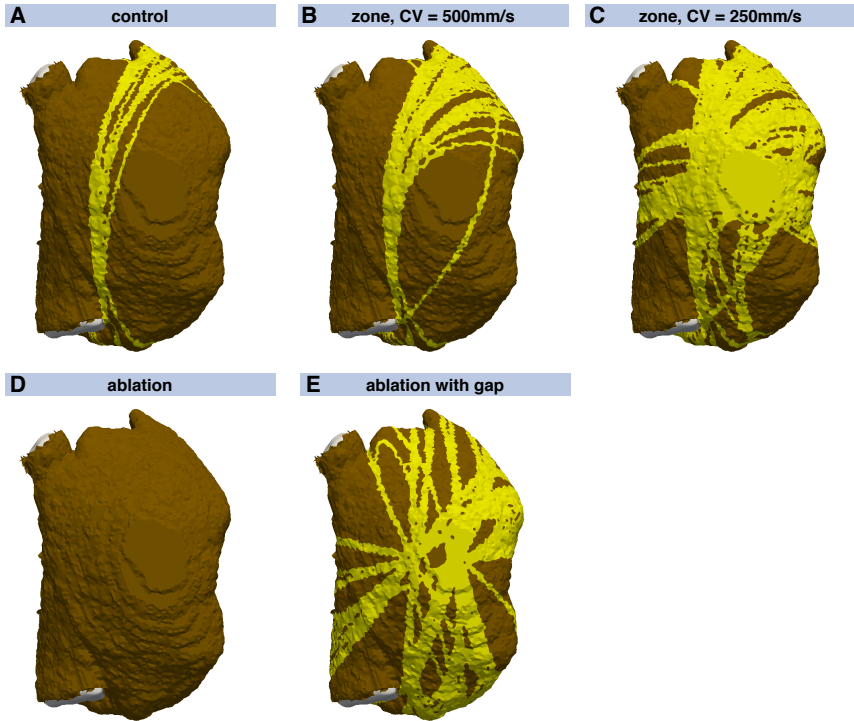 A control
B zone, CV = 500mm/s
C zone, CV = 250mm/s
D ablation
E ablation with gap